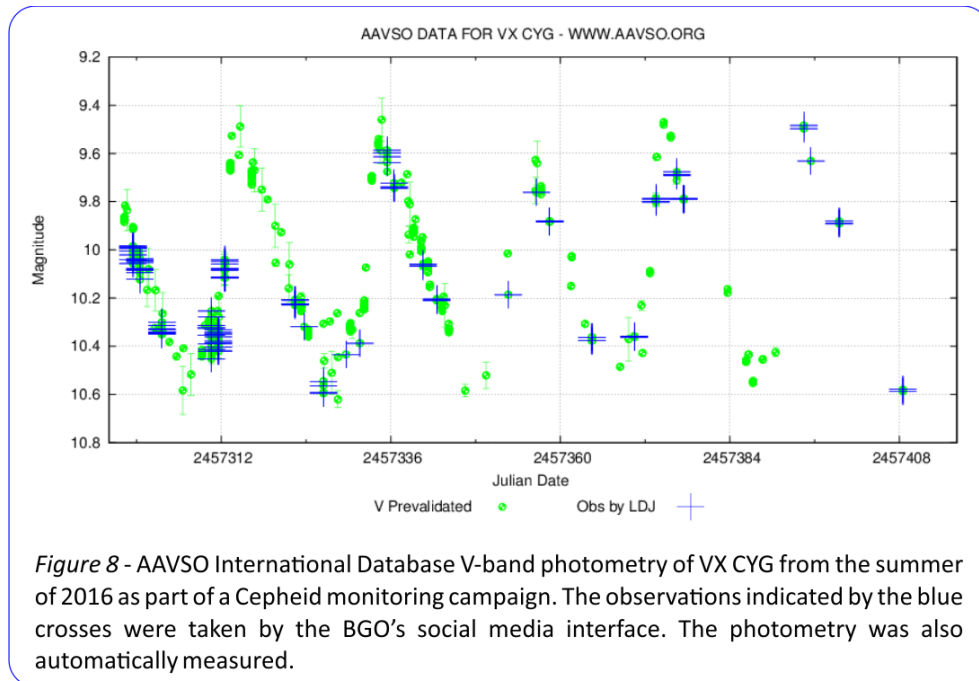 AAVSO DATA FOR VX CYG - WWW.AAVSO.ORG
9.2
9.4
9.6
9.8
10
10.2
10.4
10.6
10.8
Magnitude
2457312 2457336 2457360 2457384 2457408
Julian Date
V Prevalidated Obs by LDJ
Figure 8 - AAVSO International Database V-band photometry of VX CYG from the summer
of 2016 as part of a Cepheid monitoring campaign. The observations indicated by the blue
crosses were taken by the BGO’s social media interface. The photometry was also
automatically measured.